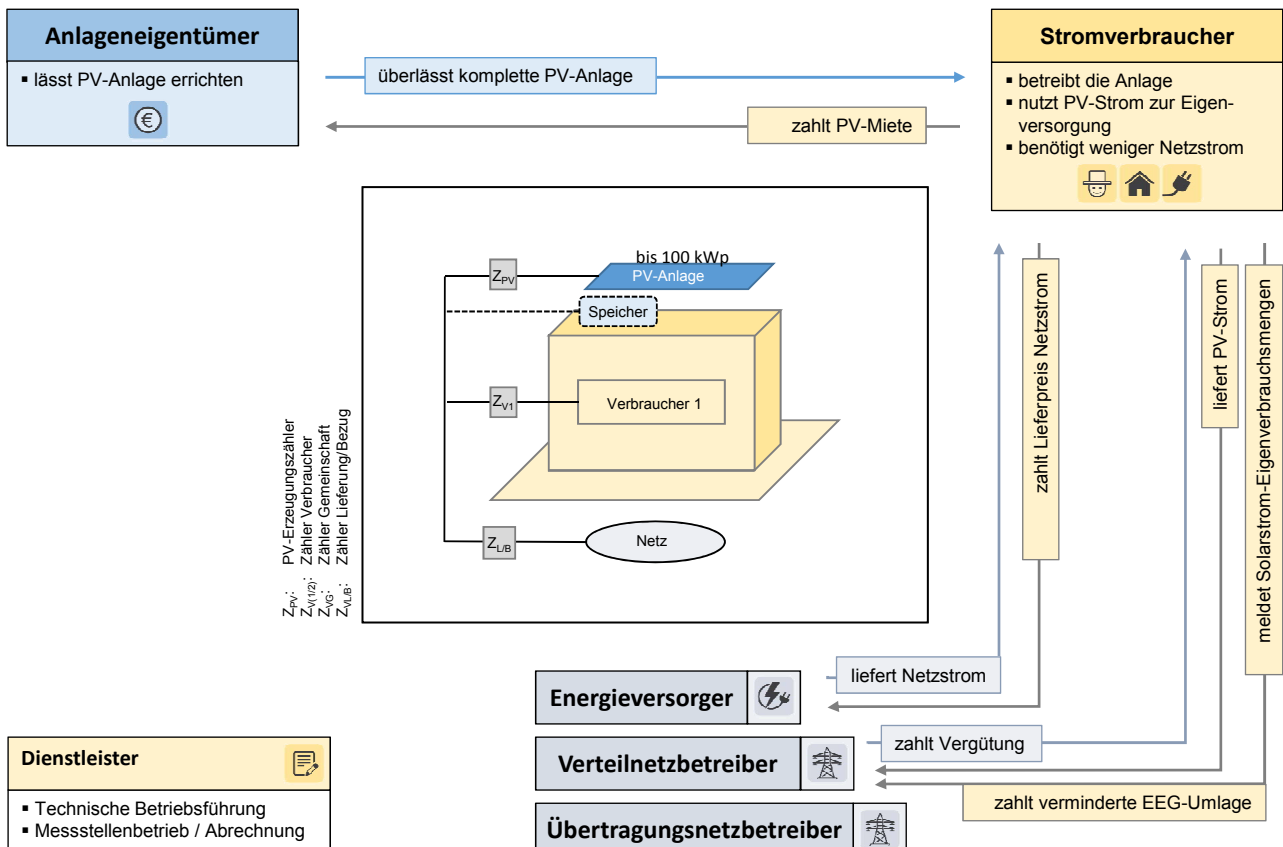 Anlageneigentümer
▪ lässt PV-Anlage errichten
€
überlässt komplette PV-Anlage
zahlt PV-Miete
Stromverbraucher
▪ betreibt die Anlage
▪ nutzt PV-Strom zur Eigen-
versorgung
▪ benötigt weniger Netzstrom
bis 100 kWp
PV-Anlage
Z_PV
Speicher
Z_V1
Verbraucher 1
Z_L/B
Netz
Z_PV: PV-Erzeugungszähler
Z_V(1/2): Zähler Verbraucher
Z_VG: Zähler Gemeinschaft
Z_VL/B: Zähler Lieferung/Bezug
zahlt Lieferpreis Netzstrom
liefert PV-Strom
meldet Solarstrom-Eigenverbrauchsmengen
Energieversorger
liefert Netzstrom
Verteilnetzbetreiber
zahlt Vergütung
zahlt verminderte EEG-Umlage
Übertragungsnetzbetreiber
Dienstleister
▪ Technische Betriebsführung
▪ Messstellenbetrieb / Abrechnung